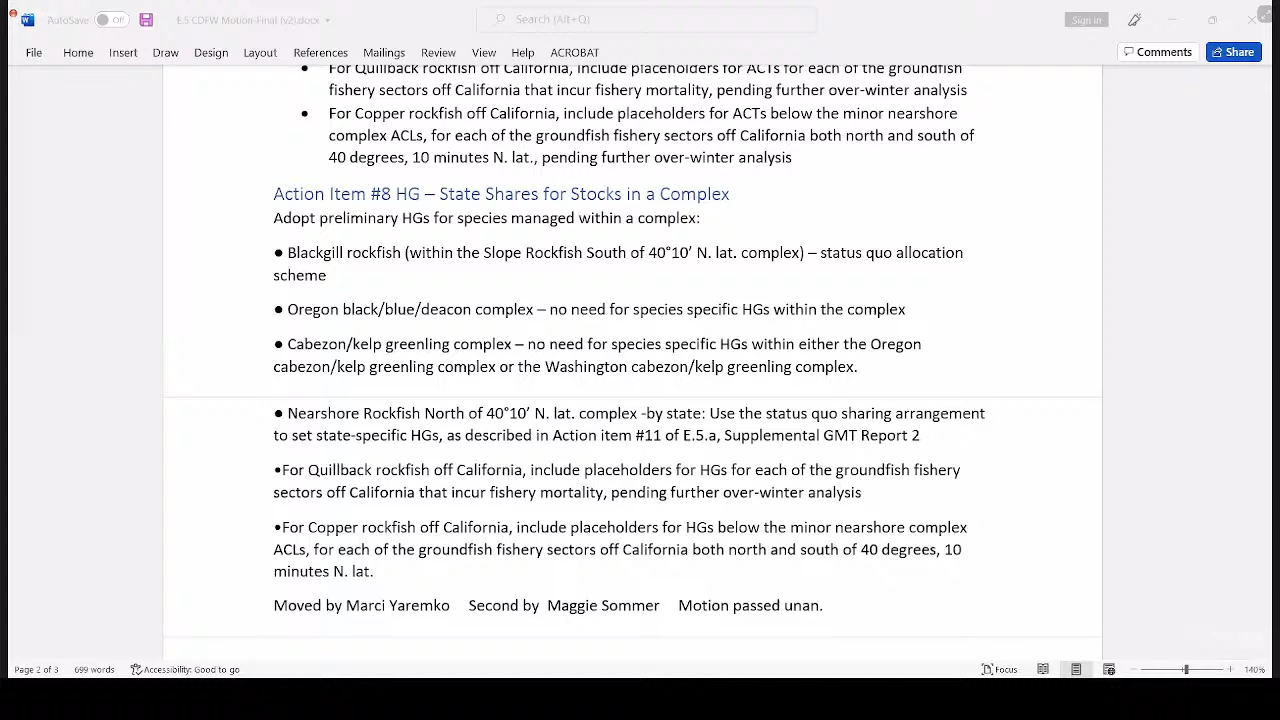 AutoSave Off E.5 CDFW Motion-Final (v2).docx Search (Alt+Q) Sign in
File Home Insert Draw Design Layout References Mailings Review View Help ACROBAT Comments Share
• For Quillback rockfish off California, include placeholders for ACTs for each of the groundfish
fishery sectors off California that incur fishery mortality, pending further over-winter analysis
• For Copper rockfish off California, include placeholders for ACTs below the minor nearshore
complex ACLs, for each of the groundfish fishery sectors off California both north and south of
40 degrees, 10 minutes N. lat., pending further over-winter analysis
Action Item #8 HG – State Shares for Stocks in a Complex
Adopt preliminary HGs for species managed within a complex:
● Blackgill rockfish (within the Slope Rockfish South of 40°10’ N. lat. complex) – status quo allocation
scheme
● Oregon black/blue/deacon complex – no need for species specific HGs within the complex
● Cabezon/kelp greenling complex – no need for species specific HGs within either the Oregon
cabezon/kelp greenling complex or the Washington cabezon/kelp greenling complex.
● Nearshore Rockfish North of 40°10’ N. lat. complex -by state: Use the status quo sharing arrangement
to set state-specific HGs, as described in Action item #11 of E.5.a, Supplemental GMT Report 2
•For Quillback rockfish off California, include placeholders for HGs for each of the groundfish fishery
sectors off California that incur fishery mortality, pending further over-winter analysis
•For Copper rockfish off California, include placeholders for HGs below the minor nearshore complex
ACLs, for each of the groundfish fishery sectors off California both north and south of 40 degrees, 10
minutes N. lat.
Moved by Marci Yaremko Second by Maggie Sommer Motion passed unan.
Page 2 of 3 699 words Accessibility: Good to go Focus 140%